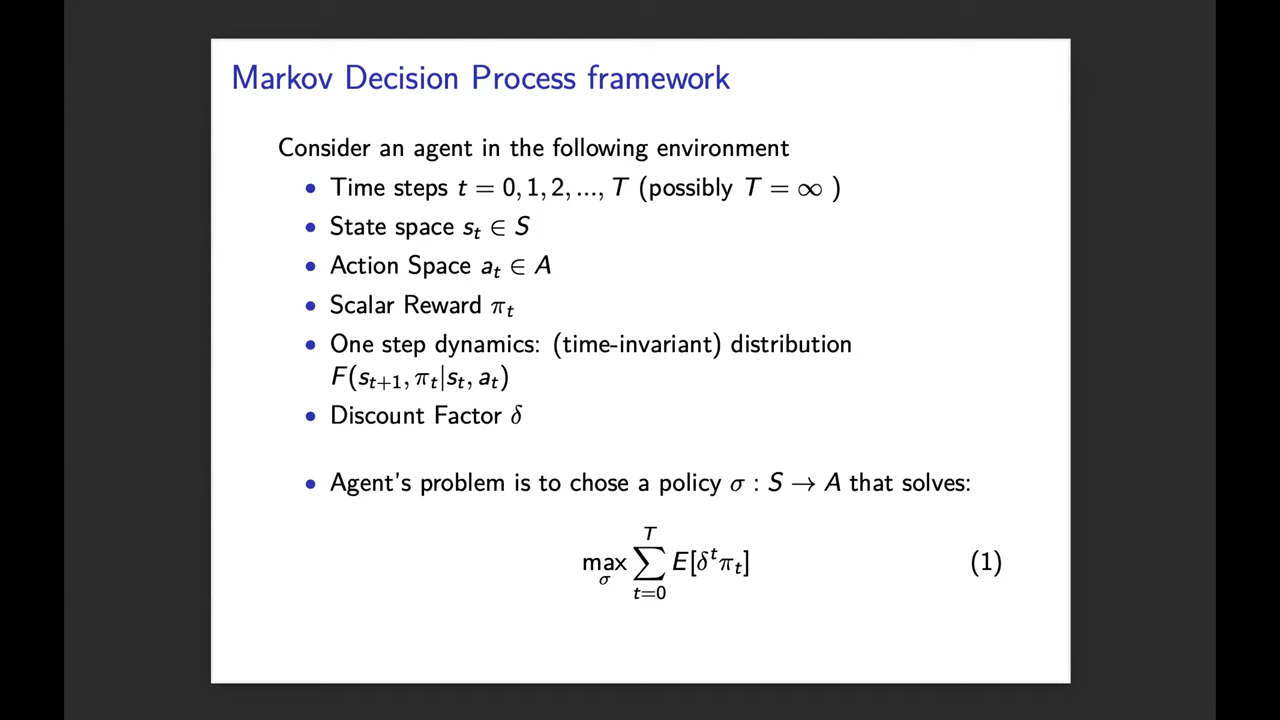 Markov Decision Process framework
Consider an agent in the following environment
• Time steps t = 0, 1, 2, ..., T (possibly T = ∞ )
• State space s_t ∈ S
• Action Space a_t ∈ A
• Scalar Reward π_t
• One step dynamics: (time-invariant) distribution
F(s_{t+1}, π_t|s_t, a_t)
• Discount Factor δ
• Agent's problem is to chose a policy σ : S → A that solves:
max_σ ∑_{t=0}^{T} E[δ^t π_t] (1)